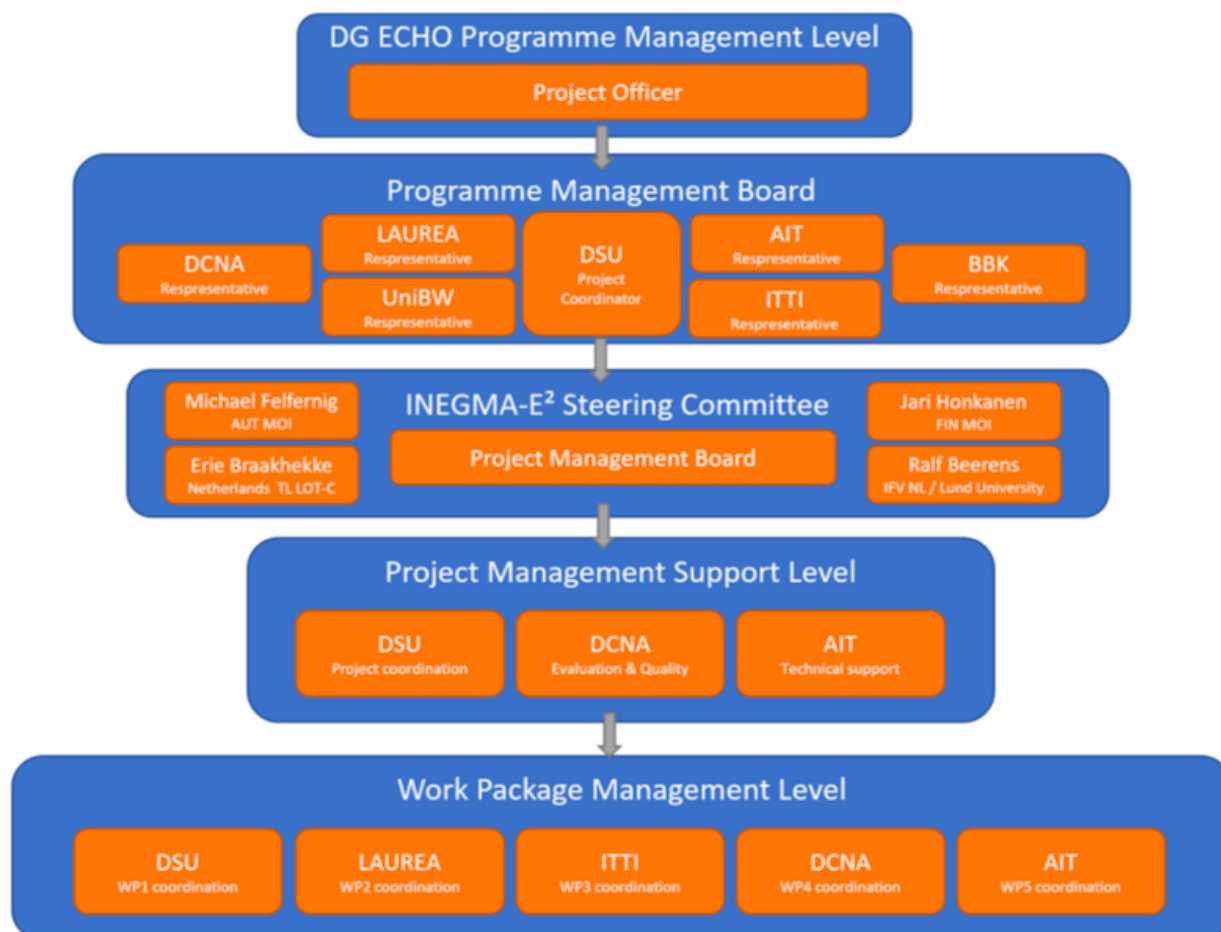 DG ECHO Programme Management Level
Project Officer
Programme Management Board
DCNA
Respresentative
LAUREA
Respresentative
UniBW
Respresentative
DSU
Project
Coordinator
AIT
Respresentative
ITTI
Respresentative
BBK
Respresentative
INEGMA-E² Steering Committee
Michael Felfernig
AUT MOI
Erie Braakhekke
Netherlands TL LOT-C
Project Management Board
Jari Honkanen
FIN MOI
Ralf Beerens
IFV NL / Lund University
Project Management Support Level
DSU
Project coordination
DCNA
Evaluation & Quality
AIT
Technical support
Work Package Management Level
DSU
WP1 coordination
LAUREA
WP2 coordination
ITTI
WP3 coordination
DCNA
WP4 coordination
AIT
WP5 coordination